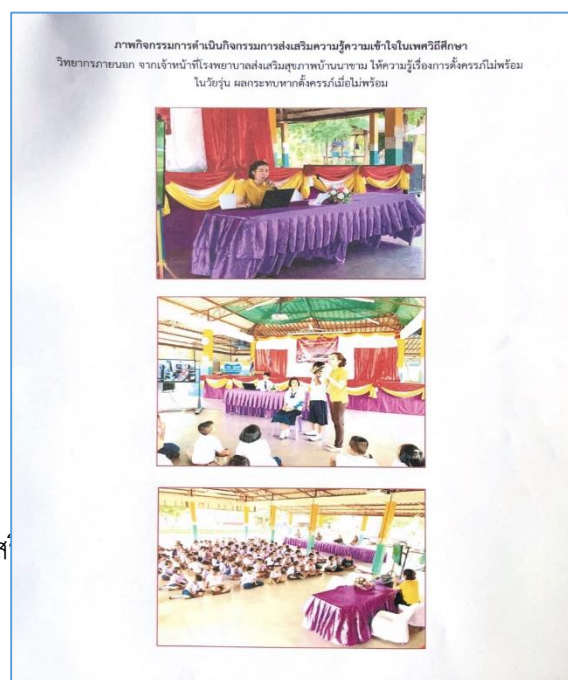 ภาพกิจกรรมการดำเนินกิจกรรมการส่งเสริมความรู้ความเข้าใจในเพศวิถีศึกษา
วิทยากรภายนอก จากเจ้าหน้าที่โรงพยาบาลส่งเสริมสุขภาพบ้านนาขาม ให้ความรู้เรื่องการตั้งครรภ์ไม่พร้อม
ในวัยรุ่น ผลกระทบหากตั้งครรภ์เมื่อไม่พร้อม